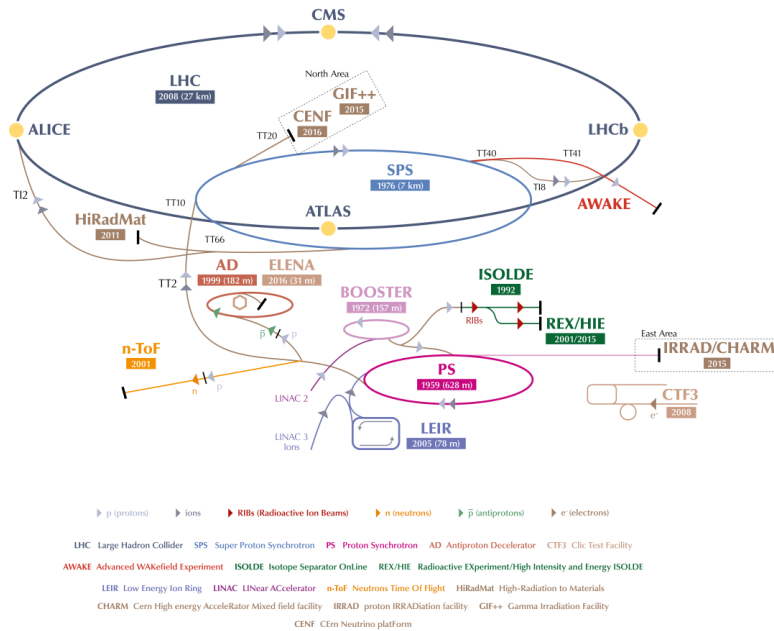 CMS
North Area
LHC
2008 (27 km)
GIF++
2015
CENF
2016
TT20
ALICE
LHCb
TT40
TT41
SPS
1976 (7 km)
TI2
TI8
TT10
AWAKE
HiRadMat
2011
ATLAS
TT66
AD
1999 (182 m)
ELENA
2016 (31 m)
TT2
ISOLDE
1992
BOOSTER
1972 (157 m)
RIBs
REX/HIE
2001/2015
p̅
p
East Area
n-ToF
2001
IRRAD/CHARM
2015
PS
1959 (628 m)
n
p
LINAC 2
CTF3
2008
e⁻
LINAC 3
Ions
LEIR
2005 (78 m)
p (protons) ions RIBs (Radioactive Ion Beams) n (neutrons) p̅ (antiprotons) e⁻ (electrons)
LHC Large Hadron Collider SPS Super Proton Synchrotron PS Proton Synchrotron AD Antiproton Decelerator CTF3 Clic Test Facility
AWAKE Advanced WAKefield Experiment ISOLDE Isotope Separator OnLine REX/HIE Radioactive EXperiment/High Intensity and Energy ISOLDE
LEIR Low Energy Ion Ring LINAC LINear ACcelerator n-ToF Neutrons Time Of Flight HiRadMat High-Radiation to Materials
CHARM Cern High energy AcceleRator Mixed field facility IRRAD proton IRRADiation facility GIF++ Gamma Irradiation Facility
CENF CErn Neutrino platForm